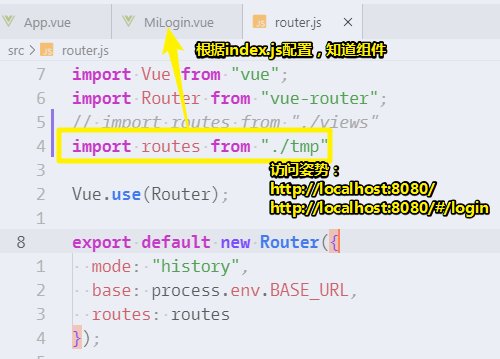 App.vue MiLogin.vue router.js ×
src > router.js
根据index.js配置，知道组件
7 import Vue from "vue";
6 import Router from "vue-router";
5 // import routes from "./views"
4 import routes from "./tmp"
3
访问姿势：
2 Vue.use(Router);
http://localhost:8080/
1
http://localhost:8080/#/login
8 export default new Router({
1 mode: "history",
2 base: process.env.BASE_URL,
3 routes: routes
4 });